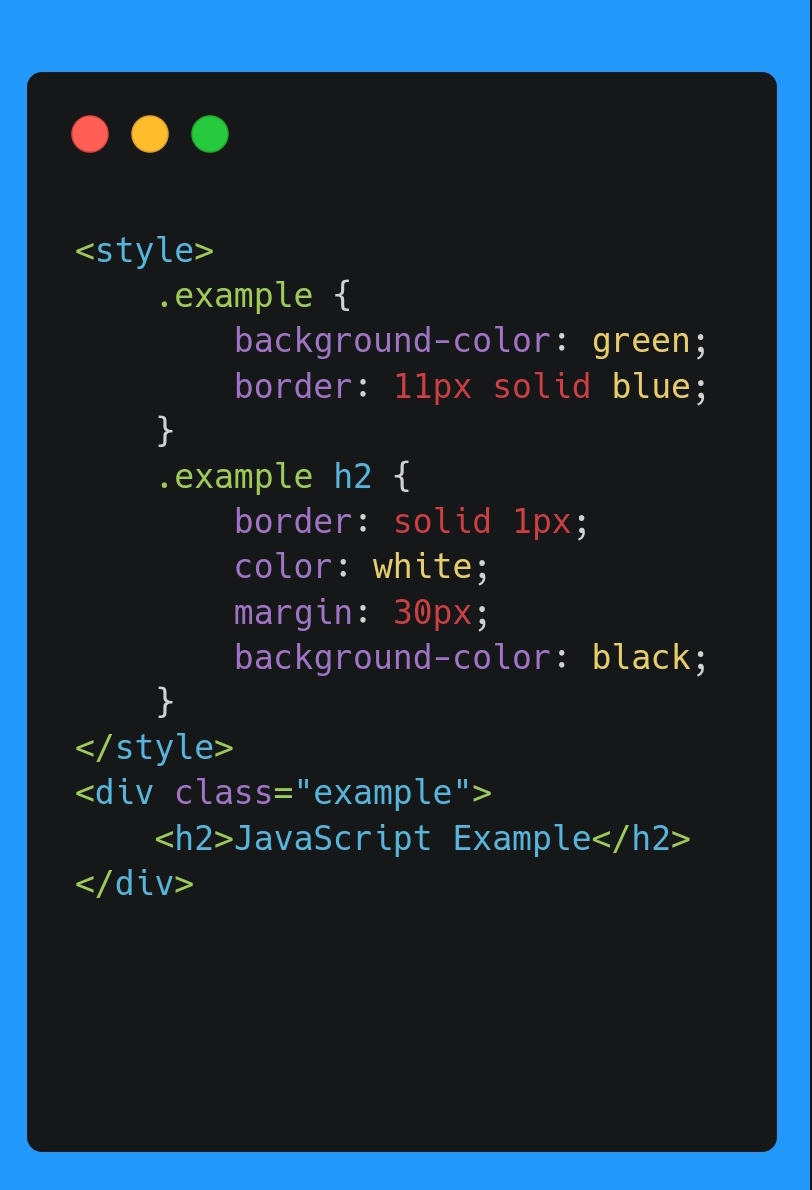 <style>
    .example {
        background-color: green;
        border: 11px solid blue;
    }
    .example h2 {
        border: solid 1px;
        color: white;
        margin: 30px;
        background-color: black;
    }
</style>
<div class="example">
    <h2>JavaScript Example</h2>
</div>